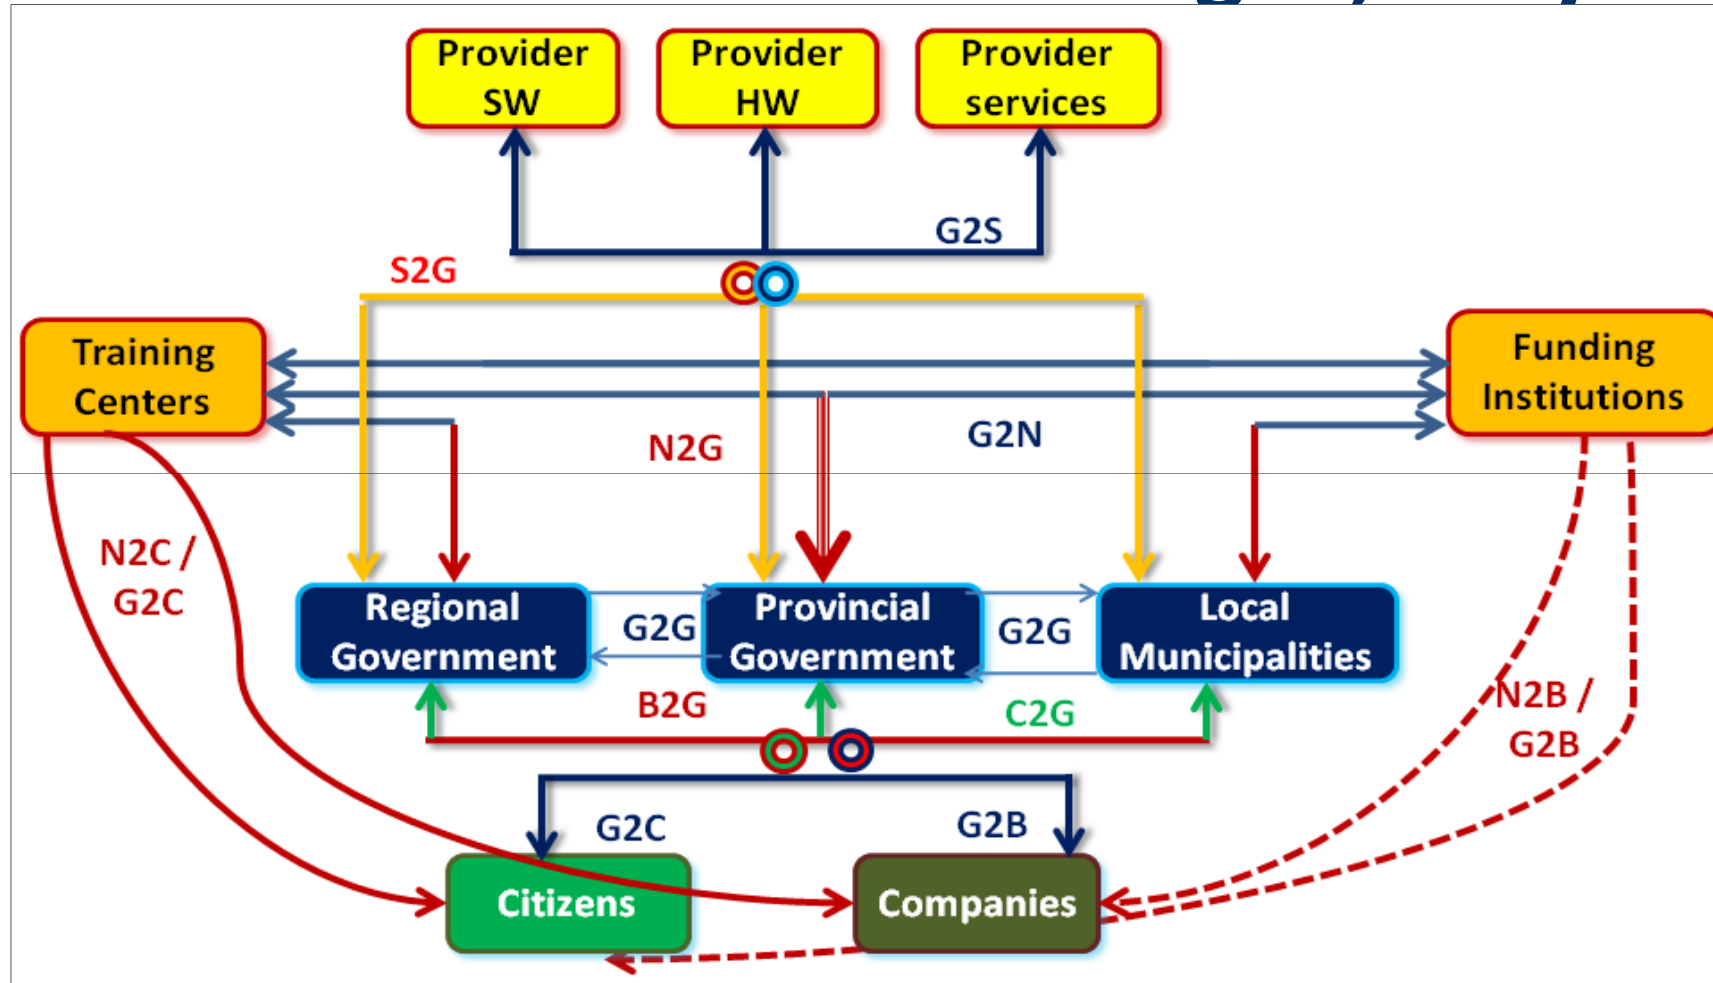 Provider
SW
Provider
HW
Provider
services
G2S
S2G
Training
Centers
Funding
Institutions
N2G
G2N
N2C /
G2C
Regional
Government
G2G
Provincial
Government
G2G
Local
Municipalities
B2G
C2G
N2B /
G2B
G2C
G2B
Citizens
Companies